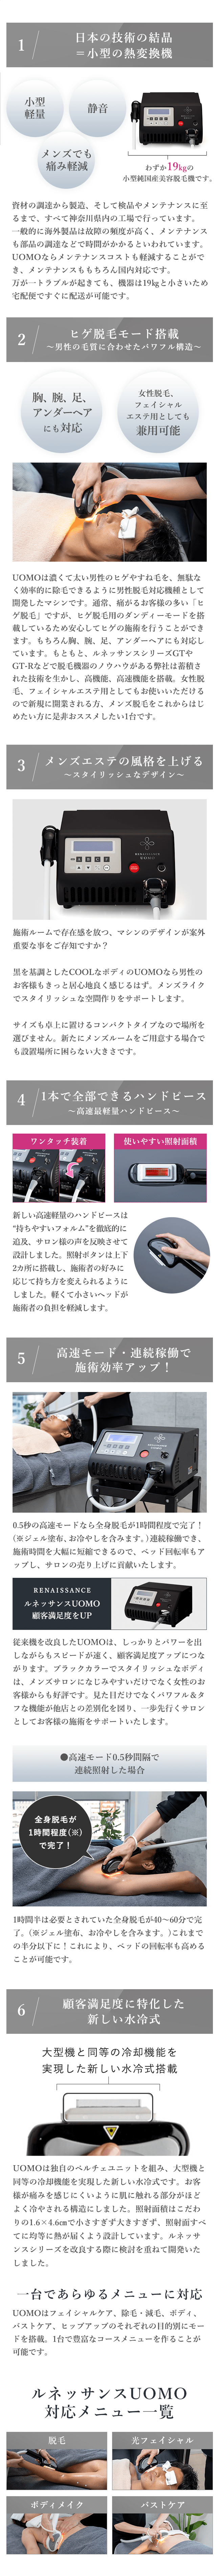 1
日本の技術の結晶
＝小型の熱変換機
小型
軽量
静音
メンズでも
痛み軽減
わずか19kgの
小型純国産美容脱毛機です。
資材の調達から製造、そして検品やメンテナンスに至
るまで、すべて神奈川県内の工場で行っています。
一般的に海外製品は故障の頻度が高く、メンテナンス
も部品の調達などで時間がかかるといわれています。
UOMOならメンテナンスコストも軽減することがで
き、メンテナンスももちろん国内対応です。
万が一トラブルが起きても、機器は19kgと小さいため
宅配便ですぐに配送が可能です。
2
ヒゲ脱毛モード搭載
～男性の毛質に合わせたパワフル構造～
胸、腕、足、
アンダーヘア
にも対応
女性脱毛、
フェイシャル
エステ用としても
兼用可能
UOMOは濃くて太い男性のヒゲやすね毛を、無駄な
く効率的に除毛できるように男性脱毛対応機種として
開発したマシンです。通常、痛がるお客様の多い「ヒ
ゲ脱毛」ですが、ヒゲ脱毛用のダンディーモードを搭
載しているため安心してヒゲの施術を行うことができ
ます。もちろん胸、腕、足、アンダーヘアにも対応し
ています。もともと、ルネッサンスシリーズGTや
GT-Rなどで脱毛機器のノウハウがある弊社は蓄積さ
れた技術を生かし、高機能、高速機能を搭載。女性脱
毛、フェイシャルエステ用としてもお使いいただける
ので新規に開業される方、メンズ脱毛をこれからはじ
めたい方に是非おススメしたい1台です。
3
メンズエステの風格を上げる
～スタイリッシュなデザイン～
施術ルームで存在感を放つ、マシンのデザインが案外
重要な事をご存知ですか？
黒を基調としたCOOLなボディのUOMOなら男性の
お客様もきっと居心地良く感じるはず。メンズライク
でスタイリッシュな空間作りをサポートします。
サイズも卓上に置けるコンパクトタイプなので場所を
選びません。新たにメンズルームをご用意する場合で
も設置場所に困らない大きさです。
4
1本で全部できるハンドピース
～高速最軽量ハンドピース～
ワンタッチ装着
使いやすい照射面積
新しい高速軽量のハンドピースは
“持ちやすいフォルム”を徹底的に
追及、サロン様の声を反映させて
設計しました。照射ボタンは上下
2カ所に搭載し、施術者の好みに
応じて持ち方を変えられるように
しました。軽くて小さいヘッドが
施術者の負担を軽減します。
5
高速モード・連続稼働で
施術効率アップ！
0.5秒の高速モードなら全身脱毛が1時間程度で完了！
（※ジェル塗布、お冷やしを含みます。）連続稼働でき、
施術時間を大幅に短縮できるので、ベッド回転率もア
ップし、サロンの売り上げに貢献いたします。
RENAISSANCE
ルネッサンスUOMO
顧客満足度をUP
従来機を改良したUOMOは、しっかりとパワーを出
しながらもスピードが速く、顧客満足度アップにつな
がります。ブラックカラーでスタイリッシュなボディ
は、メンズサロンになじみやすいだけでなく女性のお
客様からも好評です。見た目だけでなくパワフル＆タ
フな機能が他店との差別化を図り、一歩先行くサロン
としてお客様の施術をサポートいたします。
●高速モード0.5秒間隔で
連続照射した場合
全身脱毛が
1時間程度(※)
で完了！
1時間半は必要とされていた全身脱毛が40～60分で完
了。（※ジェル塗布、お冷やしを含みます。）これまで
の半分以下に！これにより、ベッドの回転率も高める
ことが可能です。
6
顧客満足度に特化した
新しい水冷式
大型機と同等の冷却機能を
実現した新しい水冷式搭載
UOMOは独自のペルチェユニットを組み、大型機と
同等の冷却機能を実現した新しい水冷式です。お客
様が痛みを感じにくいように肌に触れる部分がほど
よく冷やされる構造にしました。照射面積はこだわ
りの1.6×4.6㎝で小さすぎず大きすぎず、照射面すべ
てに均等に熱が届くよう設計しています。ルネッサ
ンスシリーズを改良する際に検討を重ねて開発いた
しました。
一台であらゆるメニューに対応
UOMOはフェイシャルケア、除毛・減毛、ボディ、
バストケア、ヒップアップのそれぞれの目的別にモー
ドを搭載。1台で豊富なコースメニューを作ることが
可能です。
ルネッサンスUOMO
対応メニュー一覧
脱毛
光フェイシャル
ボディメイク
バストケア